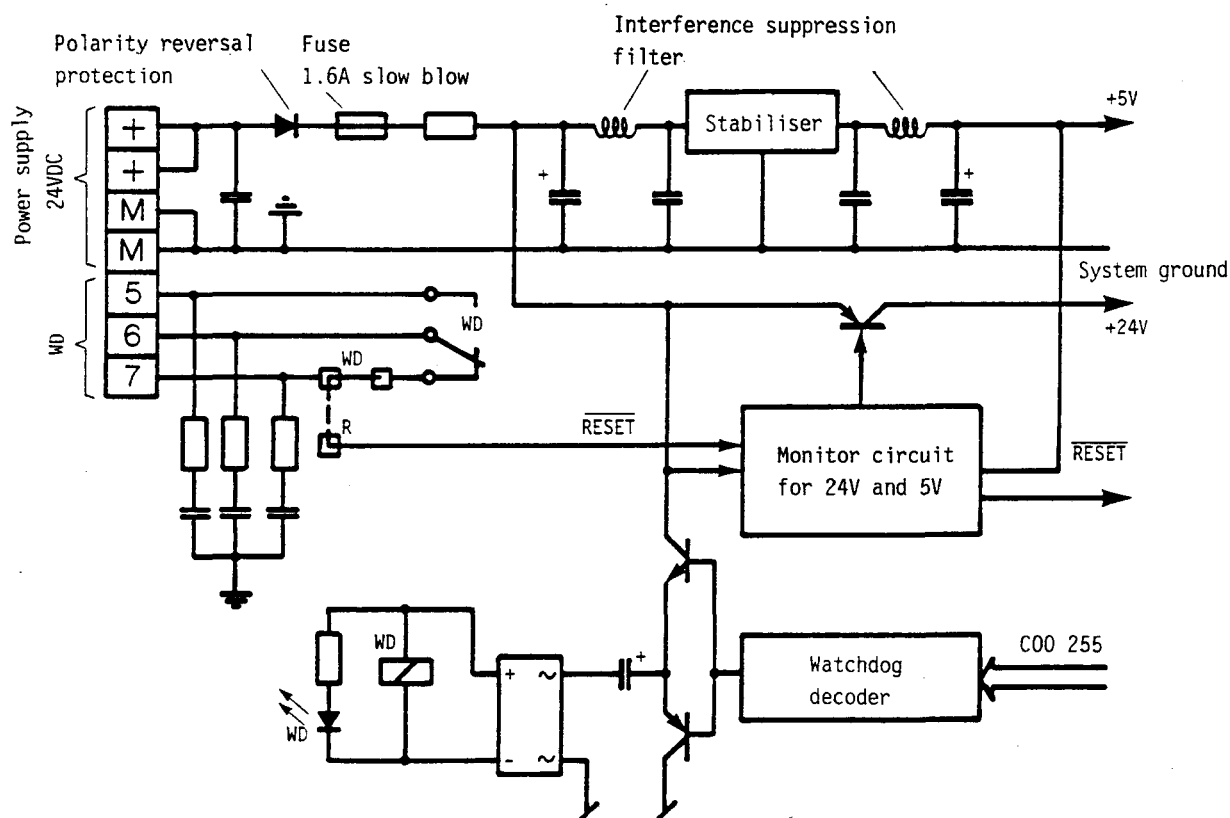 Interference suppression
filter
Polarity reversal
protection
Fuse
1.6A slow blow
Power supply
24VDC
+
+
M
M
Stabiliser
+5V
+
+
System ground
+24V
WD
5
6
7
WD
WD
R
RESET
Monitor circuit
for 24V and 5V
RESET
WD
WD
+
~
-
~
+
Watchdog
decoder
COO 255